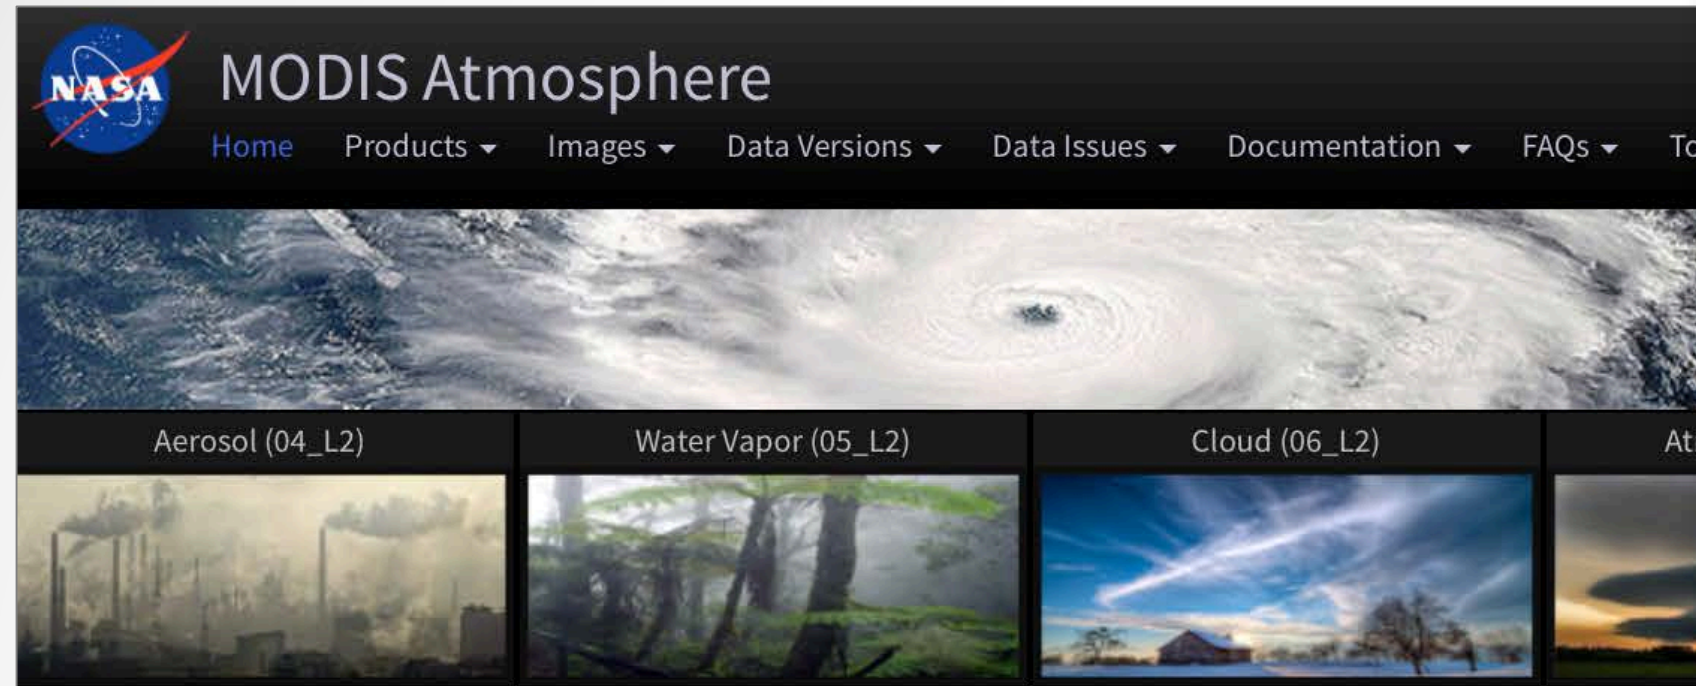 NASA
MODIS Atmosphere
Home Products Images Data Versions Data Issues Documentation FAQs
Aerosol (04_L2) Water Vapor (05_L2) Cloud (06_L2)